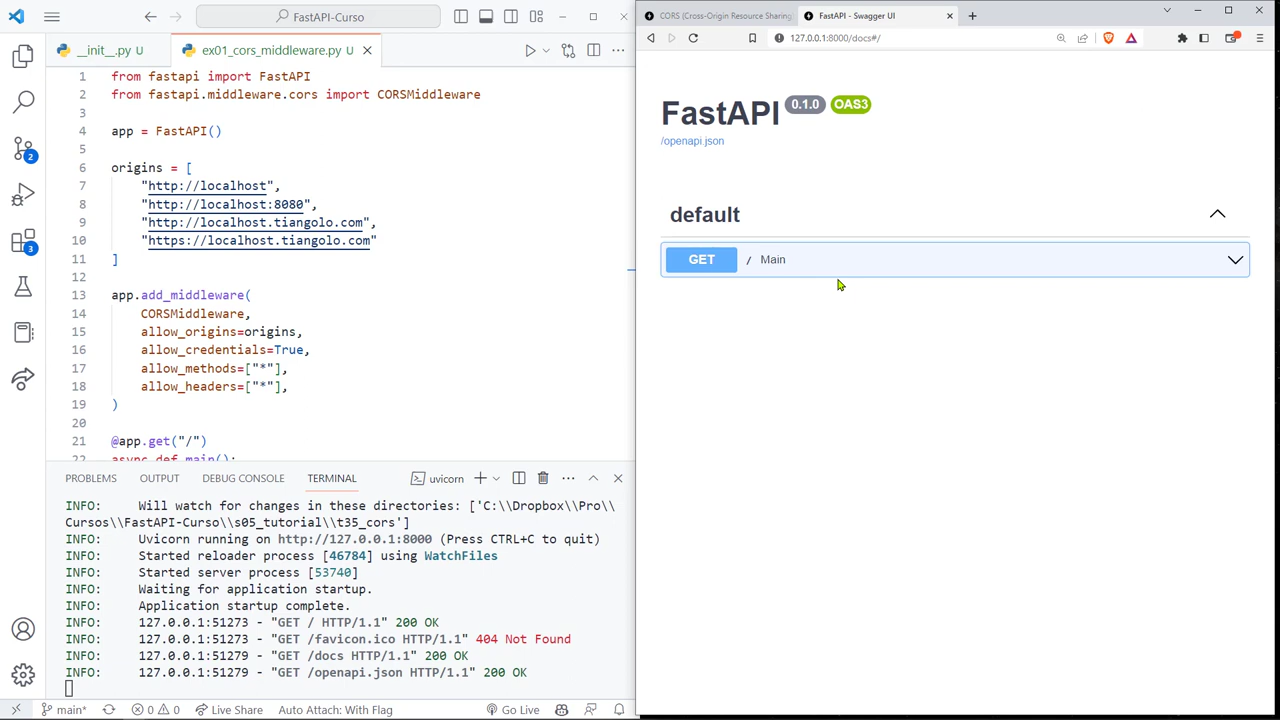 FastAPI-Curso
__init__.py U
ex01_cors_middleware.py U
1 from fastapi import FastAPI
2 from fastapi.middleware.cors import CORSMiddleware
3
4 app = FastAPI()
5
6 origins = [
7 "http://localhost",
8 "http://localhost:8080",
9 "http://localhost.tiangolo.com",
10 "https://localhost.tiangolo.com"
11 ]
12
13 app.add_middleware(
14 CORSMiddleware,
15 allow_origins=origins,
16 allow_credentials=True,
17 allow_methods=["*"],
18 allow_headers=["*"],
19 )
20
21 @app.get("/")
22 async def main():
2
3
PROBLEMS OUTPUT DEBUG CONSOLE TERMINAL uvicorn
INFO: Will watch for changes in these directories: ['C:\\Dropbox\\Pro\\
Cursos\\FastAPI-Curso\\s05_tutorial\\t35_cors']
INFO: Uvicorn running on http://127.0.0.1:8000 (Press CTRL+C to quit)
INFO: Started reloader process [46784] using WatchFiles
INFO: Started server process [53740]
INFO: Waiting for application startup.
INFO: Application startup complete.
INFO: 127.0.0.1:51273 - "GET / HTTP/1.1" 200 OK
INFO: 127.0.0.1:51273 - "GET /favicon.ico HTTP/1.1" 404 Not Found
INFO: 127.0.0.1:51279 - "GET /docs HTTP/1.1" 200 OK
INFO: 127.0.0.1:51279 - "GET /openapi.json HTTP/1.1" 200 OK
main* 0 0 Live Share Auto Attach: With Flag Go Live
CORS (Cross-Origin Resource Sharing)
FastAPI - Swagger UI
127.0.0.1:8000/docs#/
FastAPI 0.1.0 OAS3
/openapi.json
default
GET / Main